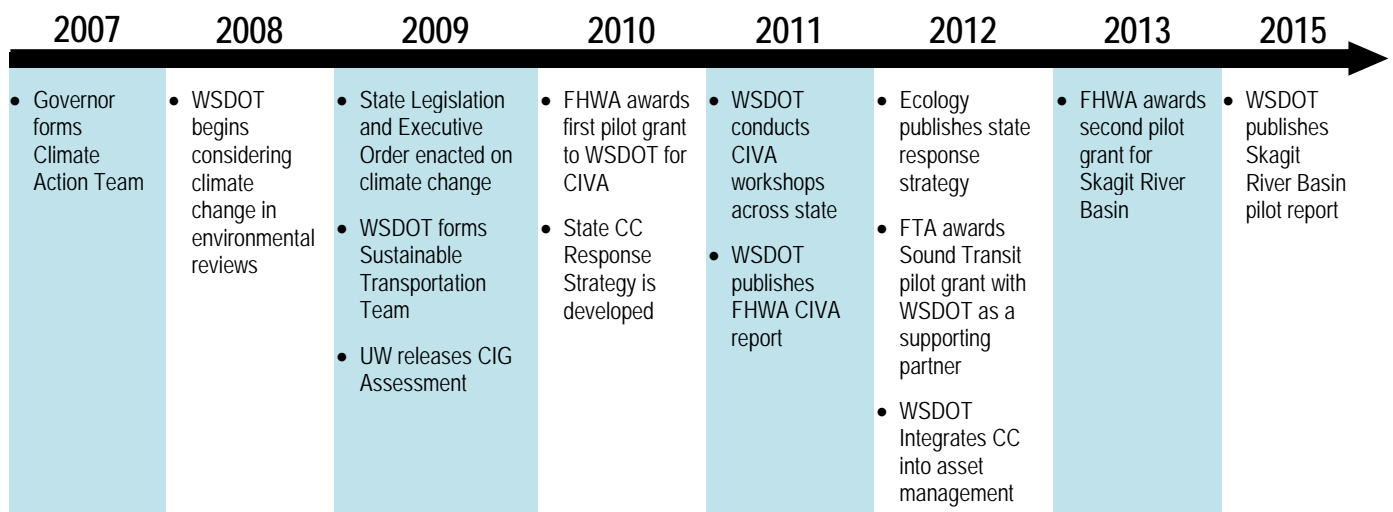 2007
2008
2009
2010
2011
2012
2013
2015
• Governor
forms
Climate
Action Team
• WSDOT
begins
considering
climate
change in
environmental
reviews
• State Legislation
and Executive
Order enacted on
climate change
• WSDOT forms
Sustainable
Transportation
Team
• UW releases CIG
Assessment
• FHWA awards
first pilot grant
to WSDOT for
CIVA
• State CC
Response
Strategy is
developed
• WSDOT
conducts
CIVA
workshops
across state
• WSDOT
publishes
FHWA CIVA
report
• Ecology
publishes state
response
strategy
• FTA awards
Sound Transit
pilot grant with
WSDOT as a
supporting
partner
• WSDOT
Integrates CC
into asset
management
• FHWA awards
second pilot
grant for
Skagit River
Basin
• WSDOT
publishes
Skagit
River Basin
pilot report